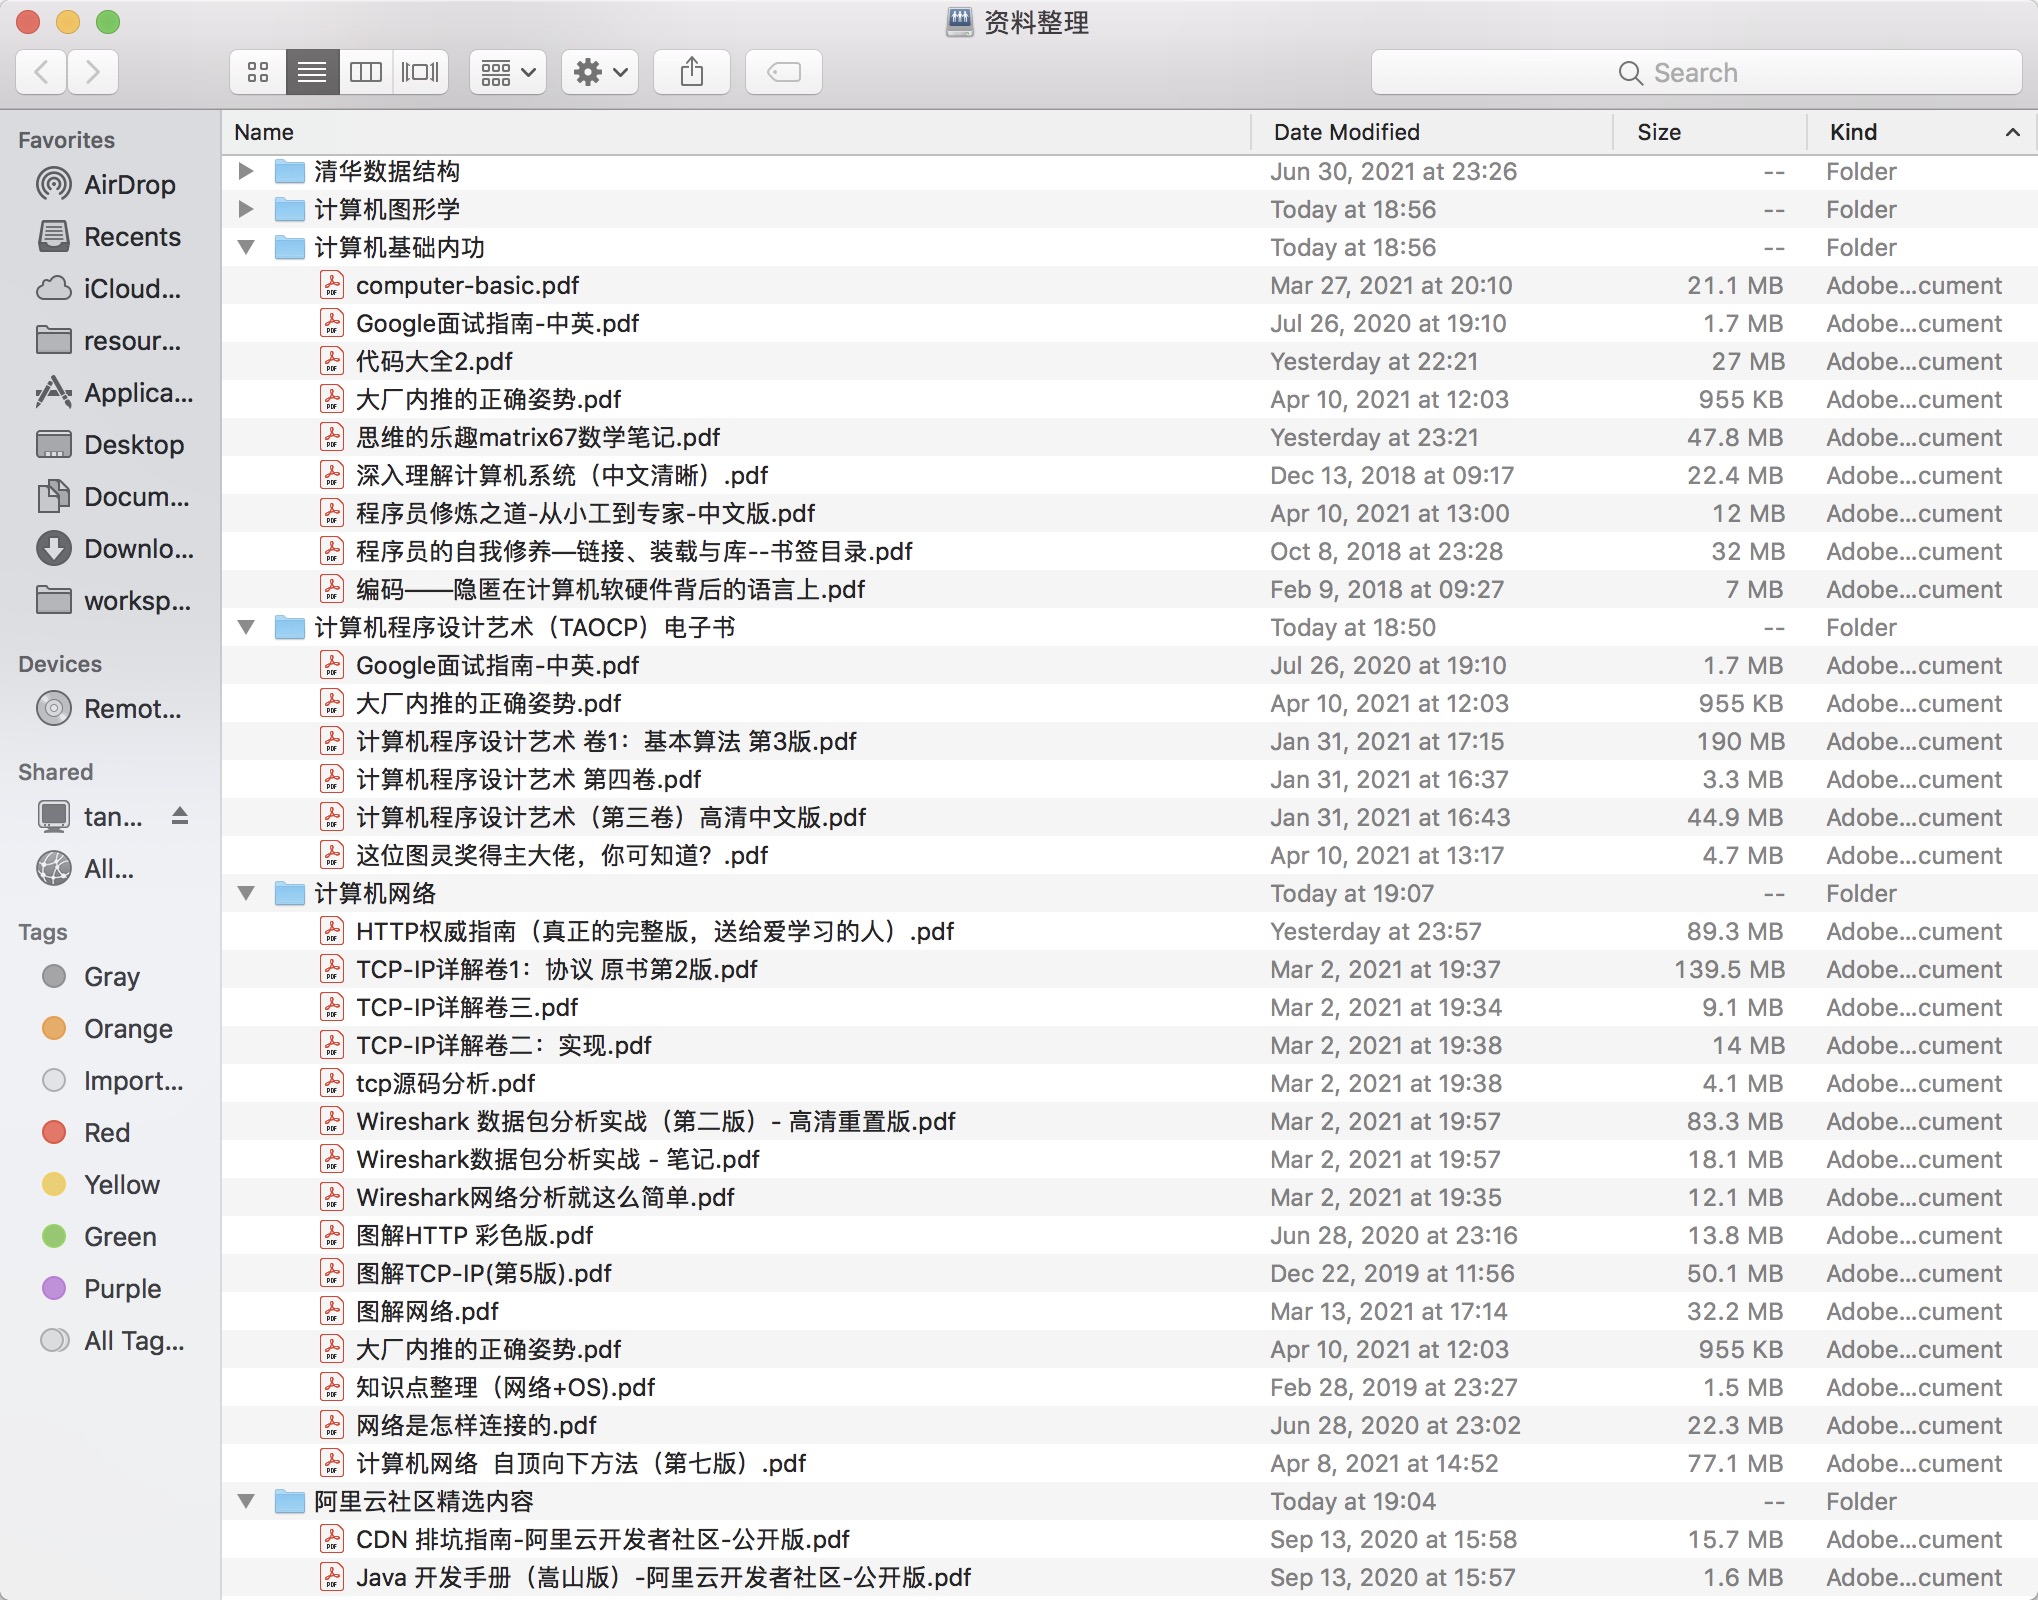 资料整理
Search
Favorites
AirDrop
Recents
iCloud...
resour...
Applica...
Desktop
Docum...
Downlo...
worksp...
Devices
Remot...
Shared
tan...
All...
Tags
Gray
Orange
Import...
Red
Yellow
Green
Purple
All Tag...
Name Date Modified Size Kind
清华数据结构 Jun 30, 2021 at 23:26 -- Folder
计算机图形学 Today at 18:56 -- Folder
计算机基础内功 Today at 18:56 -- Folder
computer-basic.pdf Mar 27, 2021 at 20:10 21.1 MB Adobe...cument
Google面试指南-中英.pdf Jul 26, 2020 at 19:10 1.7 MB Adobe...cument
代码大全2.pdf Yesterday at 22:21 27 MB Adobe...cument
大厂内推的正确姿势.pdf Apr 10, 2021 at 12:03 955 KB Adobe...cument
思维的乐趣matrix67数学笔记.pdf Yesterday at 23:21 47.8 MB Adobe...cument
深入理解计算机系统（中文清晰）.pdf Dec 13, 2018 at 09:17 22.4 MB Adobe...cument
程序员修炼之道-从小工到专家-中文版.pdf Apr 10, 2021 at 13:00 12 MB Adobe...cument
程序员的自我修养—链接、装载与库--书签目录.pdf Oct 8, 2018 at 23:28 32 MB Adobe...cument
编码——隐匿在计算机软硬件背后的语言上.pdf Feb 9, 2018 at 09:27 7 MB Adobe...cument
计算机程序设计艺术（TAOCP）电子书 Today at 18:50 -- Folder
Google面试指南-中英.pdf Jul 26, 2020 at 19:10 1.7 MB Adobe...cument
大厂内推的正确姿势.pdf Apr 10, 2021 at 12:03 955 KB Adobe...cument
计算机程序设计艺术 卷1：基本算法 第3版.pdf Jan 31, 2021 at 17:15 190 MB Adobe...cument
计算机程序设计艺术 第四卷.pdf Jan 31, 2021 at 16:37 3.3 MB Adobe...cument
计算机程序设计艺术（第三卷）高清中文版.pdf Jan 31, 2021 at 16:43 44.9 MB Adobe...cument
这位图灵奖得主大佬，你可知道？.pdf Apr 10, 2021 at 13:17 4.7 MB Adobe...cument
计算机网络 Today at 19:07 -- Folder
HTTP权威指南（真正的完整版，送给爱学习的人）.pdf Yesterday at 23:57 89.3 MB Adobe...cument
TCP-IP详解卷1：协议 原书第2版.pdf Mar 2, 2021 at 19:37 139.5 MB Adobe...cument
TCP-IP详解卷三.pdf Mar 2, 2021 at 19:34 9.1 MB Adobe...cument
TCP-IP详解卷二：实现.pdf Mar 2, 2021 at 19:38 14 MB Adobe...cument
tcp源码分析.pdf Mar 2, 2021 at 19:38 4.1 MB Adobe...cument
Wireshark 数据包分析实战（第二版）- 高清重置版.pdf Mar 2, 2021 at 19:57 83.3 MB Adobe...cument
Wireshark数据包分析实战 - 笔记.pdf Mar 2, 2021 at 19:57 18.1 MB Adobe...cument
Wireshark网络分析就这么简单.pdf Mar 2, 2021 at 19:35 12.1 MB Adobe...cument
图解HTTP 彩色版.pdf Jun 28, 2020 at 23:16 13.8 MB Adobe...cument
图解TCP-IP(第5版).pdf Dec 22, 2019 at 11:56 50.1 MB Adobe...cument
图解网络.pdf Mar 13, 2021 at 17:14 32.2 MB Adobe...cument
大厂内推的正确姿势.pdf Apr 10, 2021 at 12:03 955 KB Adobe...cument
知识点整理（网络+OS).pdf Feb 28, 2019 at 23:27 1.5 MB Adobe...cument
网络是怎样连接的.pdf Jun 28, 2020 at 23:02 22.3 MB Adobe...cument
计算机网络 自顶向下方法（第七版）.pdf Apr 8, 2021 at 14:52 77.1 MB Adobe...cument
阿里云社区精选内容 Today at 19:04 -- Folder
CDN 排坑指南-阿里云开发者社区-公开版.pdf Sep 13, 2020 at 15:58 15.7 MB Adobe...cument
Java 开发手册（嵩山版）-阿里云开发者社区-公开版.pdf Sep 13, 2020 at 15:57 1.6 MB Adobe...cument